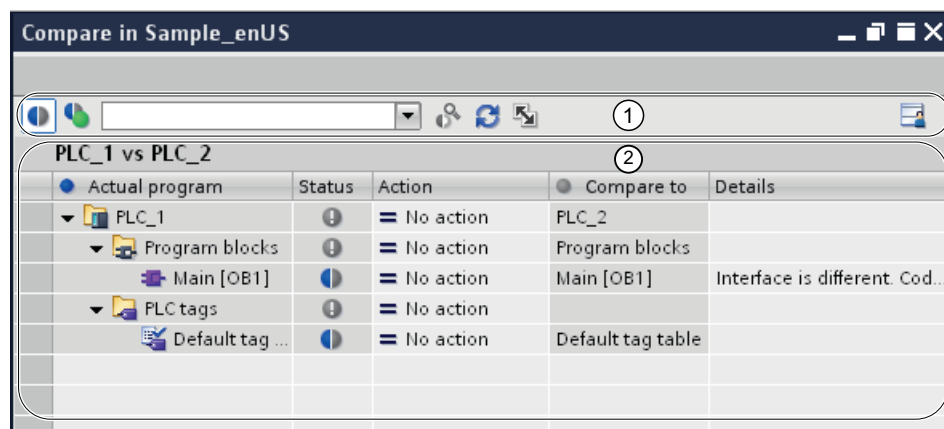 Compare in Sample_enUS
1
PLC_1 vs PLC_2
2
Actual program Status Action Compare to Details
PLC_1 No action PLC_2
Program blocks No action Program blocks
Main [OB1] No action Main [OB1] Interface is different. Cod...
PLC tags No action
Default tag ... No action Default tag table